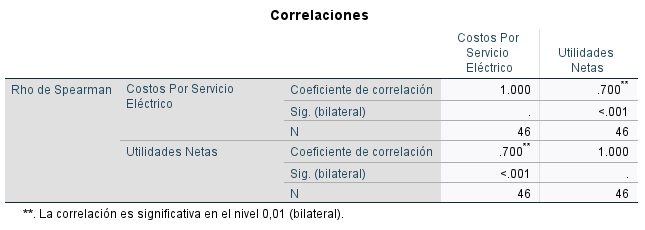 Correlaciones
Costos Por Servicio Eléctrico Utilidades Netas
Rho de Spearman Costos Por Servicio Eléctrico Coeficiente de correlación 1.000 .700**
Sig. (bilateral) . <.001
N 46 46
Utilidades Netas Coeficiente de correlación .700** 1.000
Sig. (bilateral) <.001 .
N 46 46
**. La correlación es significativa en el nivel 0,01 (bilateral).